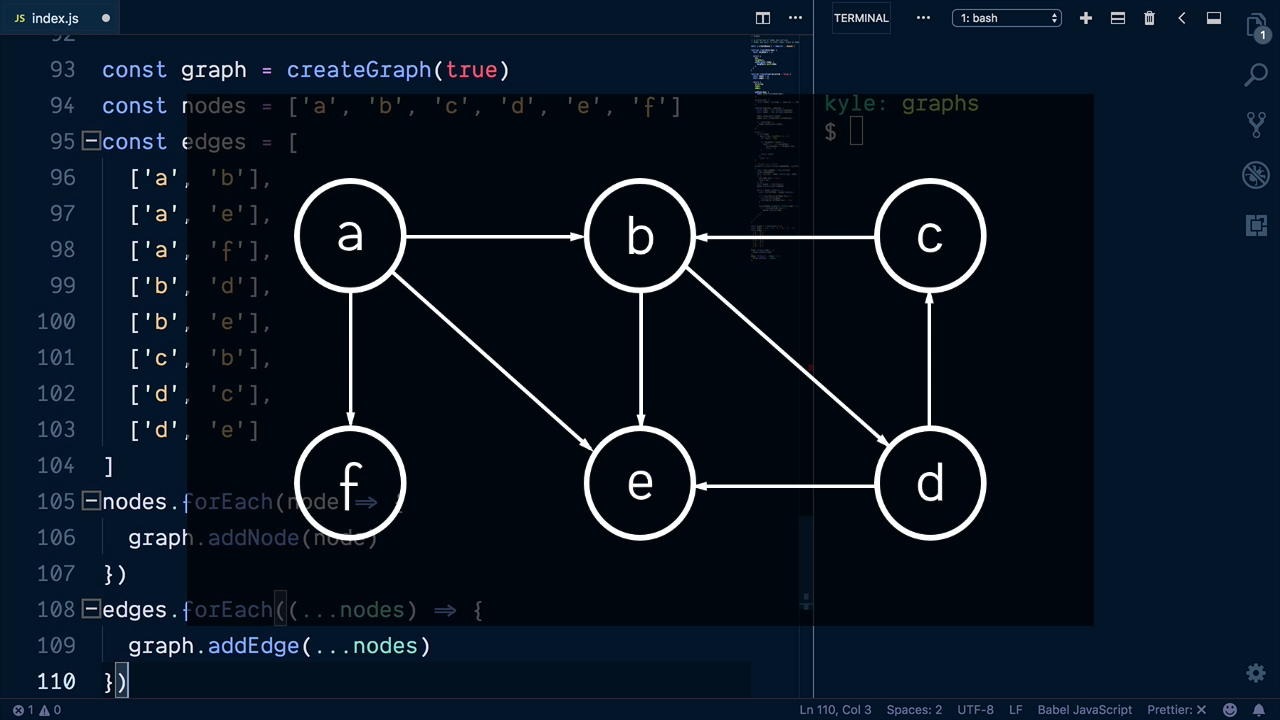 JS index.js
TERMINAL
1: bash
1
93 const graph = createGraph(true)
94 const nodes = ['a', 'b', 'c', 'd', 'e', 'f']
95 const edges = [
96 ['a', 'b'],
97 ['a', 'e'],
98 ['a', 'f'],
99 ['b', 'd'],
100 ['b', 'e'],
101 ['c', 'b'],
102 ['d', 'c'],
103 ['d', 'e']
104 ]
105 nodes.forEach(node => {
106 graph.addNode(node)
107 })
108 edges.forEach((...nodes) => {
109 graph.addEdge(...nodes)
110 })
kyle: graphs
$
a b c
f e d
1 0 Ln 110, Col 3 Spaces: 2 UTF-8 LF Babel JavaScript Prettier: ×